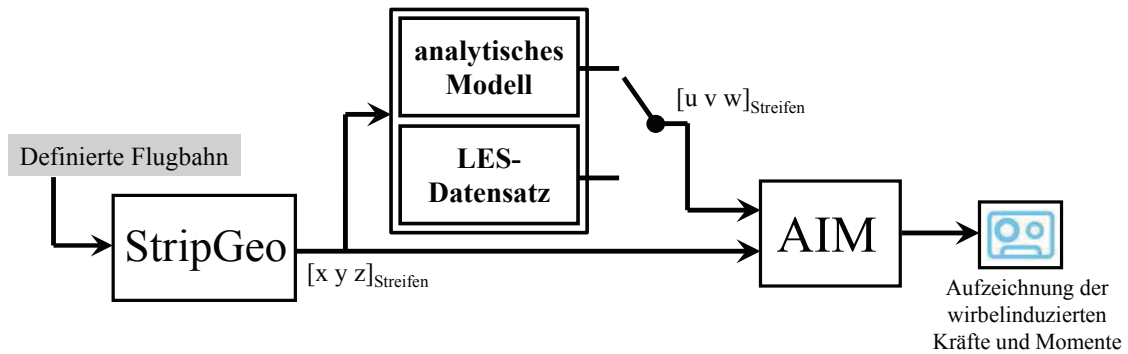 analytisches
Modell
[u v w]Streifen
Definierte Flugbahn
LES-
Datensatz
StripGeo
AIM
[x y z]Streifen
Aufzeichnung der
wirbelinduzierten
Kräfte und Momente